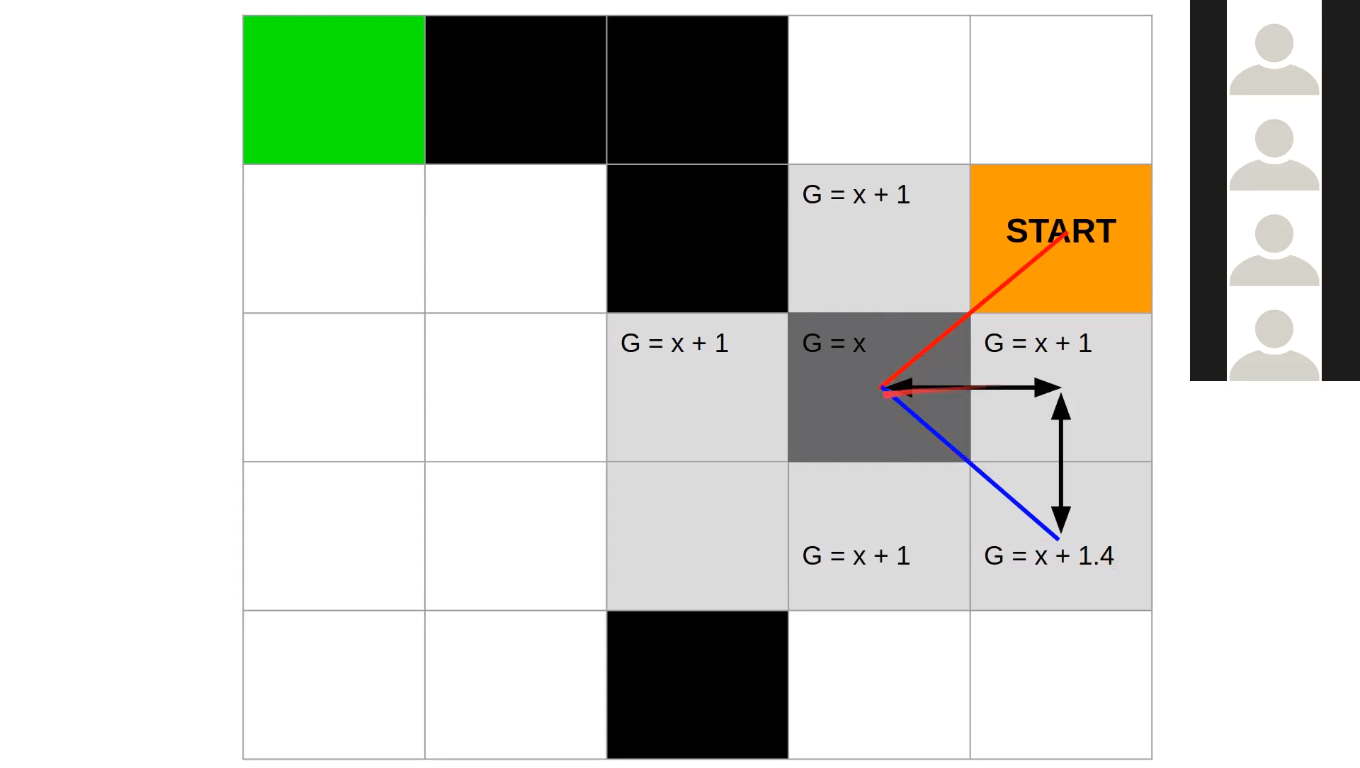 G = x + 1
START
G = x + 1
G = x
G = x + 1
G = x + 1
G = x + 1.4